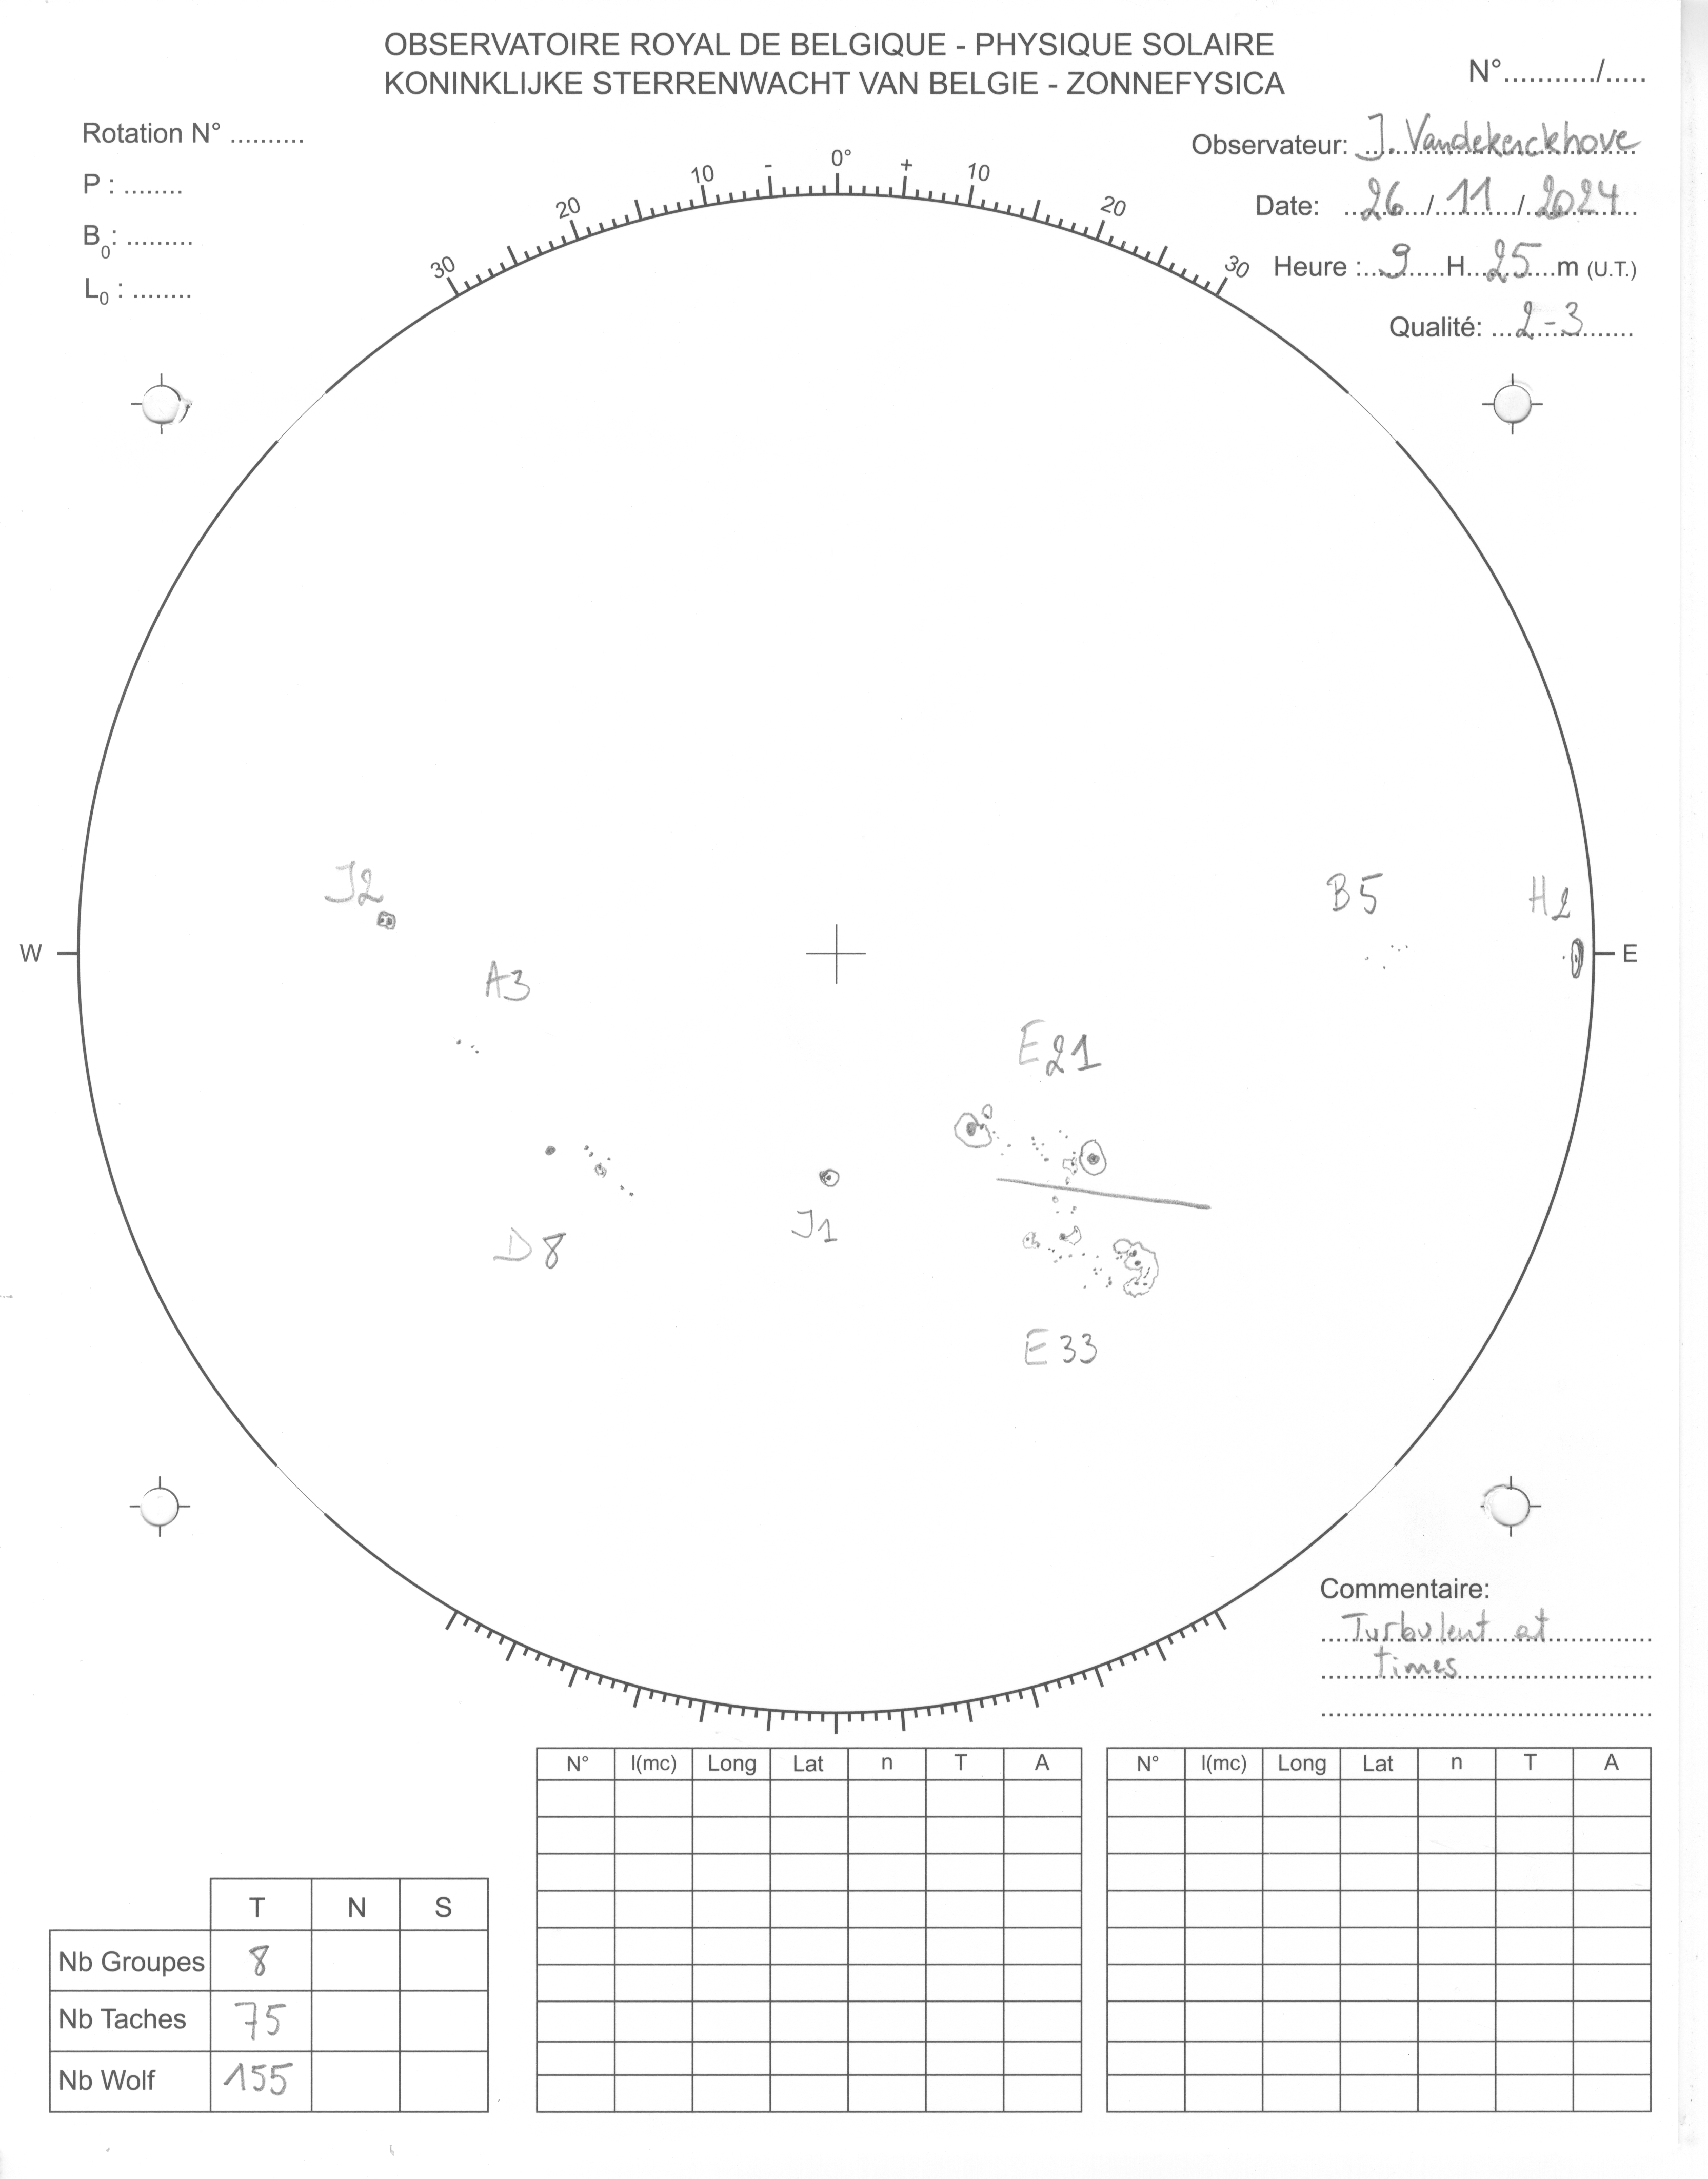 OBSERVATOIRE ROYAL DE BELGIQUE - PHYSIQUE SOLAIRE
KONINKLIJKE STERRENWACHT VAN BELGIE - ZONNEFYSICA
N°.........../.....
Rotation N° ..........
P : ........
B0: .........
L0 : ........
Observateur: J. Vandekerckhove
Date: 26 / 11 / 2024
Heure : 9 H 25 m (U.T.)
Qualité: 2-3
30 20 10 - 0° + 10 20 30
J2
B5
H2
W
E
A3
E21
D8
J1
E33
Commentaire:
Turbulent at
times
N° I(mc) Long Lat n T A
N° I(mc) Long Lat n T A
T N S
Nb Groupes 8
Nb Taches 75
Nb Wolf 155